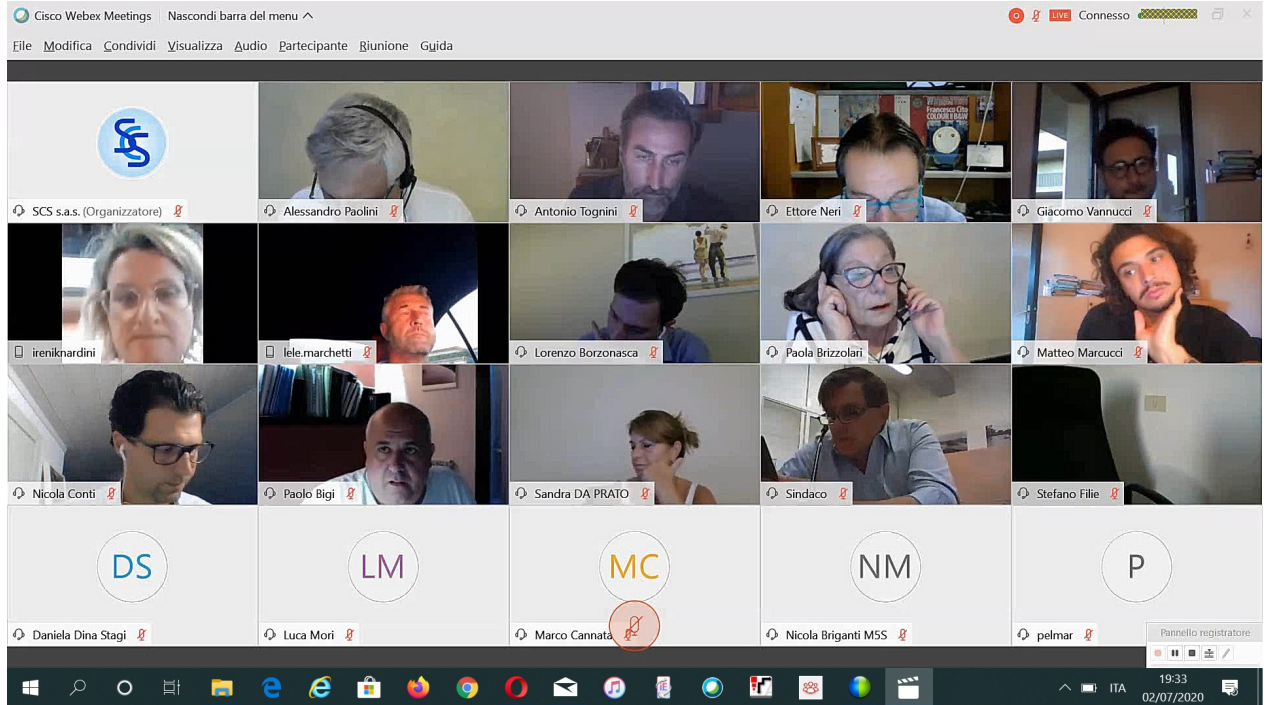 Cisco Webex Meetings Nascondi barra del menu
LIVE Connesso
File Modifica Condividi Visualizza Audio Partecipante Riunione Guida
SCS
SCS s.a.s. (Organizzatore)
Alessandro Paolini
Antonio Tognini
Francesco Cito
COLOUR B&W
Ettore Neri
Giacomo Vannucci
ireniknardini
lele.marchetti
Lorenzo Borzonasca
Paola Brizzolari
Matteo Marcucci
Nicola Conti
Paolo Bigi
Sandra DA PRATO
Sindaco
Stefano Filie
DS
LM
MC
NM
P
Daniela Dina Stagi
Luca Mori
Marco Cannata
Nicola Briganti M5S
pelmar
Pannello registratore
ITA
19:33
02/07/2020